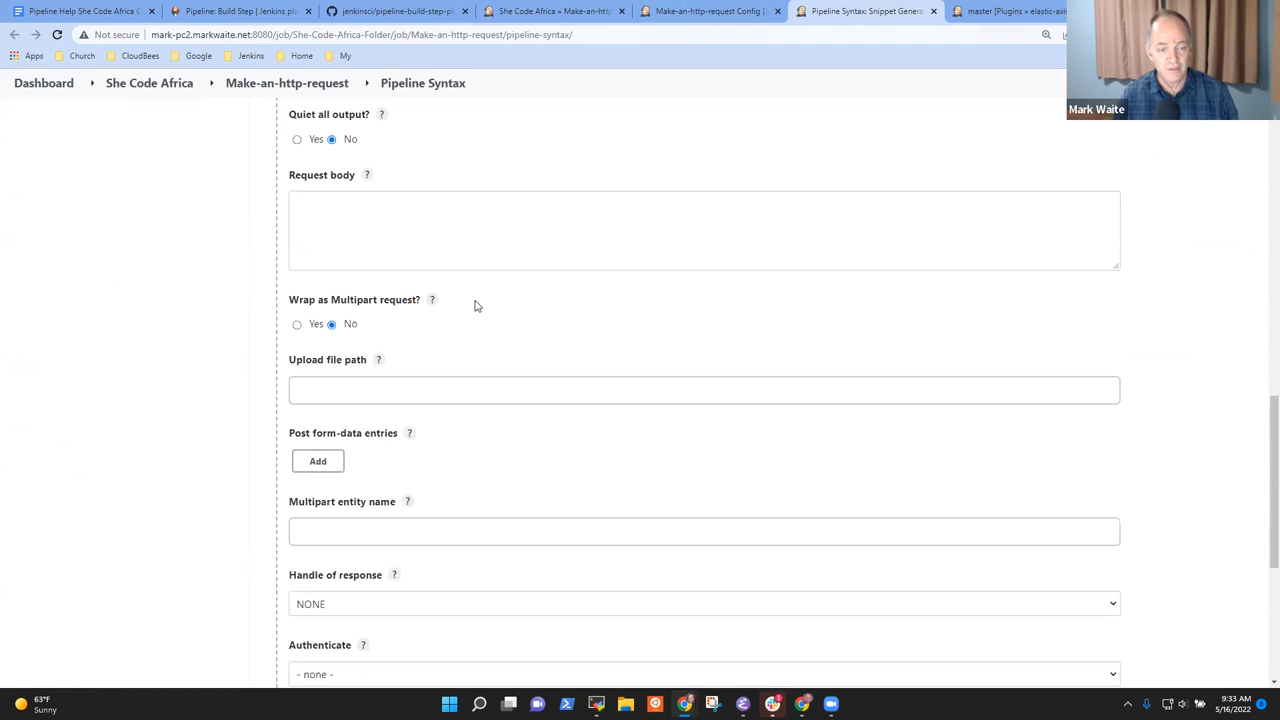 Pipeline Help She Code Africa C
Pipeline: Build Step | Jenkins pl
jenkinsci/pipeline-build-step-pl
She Code Africa » Make-an-http
Make-an-http-request Config [
Pipeline Syntax: Snippet Genera
master [Plugins » elastic-axi
Not secure
mark-pc2.markwaite.net:8080/job/She-Code-Africa-Folder/job/Make-an-http-request/pipeline-syntax/
Apps
Church
CloudBees
Google
Jenkins
Home
My
Dashboard
She Code Africa
Make-an-http-request
Pipeline Syntax
Mark Waite
Quiet all output? ?
Yes No
Request body ?
Wrap as Multipart request? ?
Yes No
Upload file path ?
Post form-data entries ?
Add
Multipart entity name ?
Handle of response ?
NONE
Authenticate ?
- none -
63°F
Sunny
9:33 AM
5/16/2022